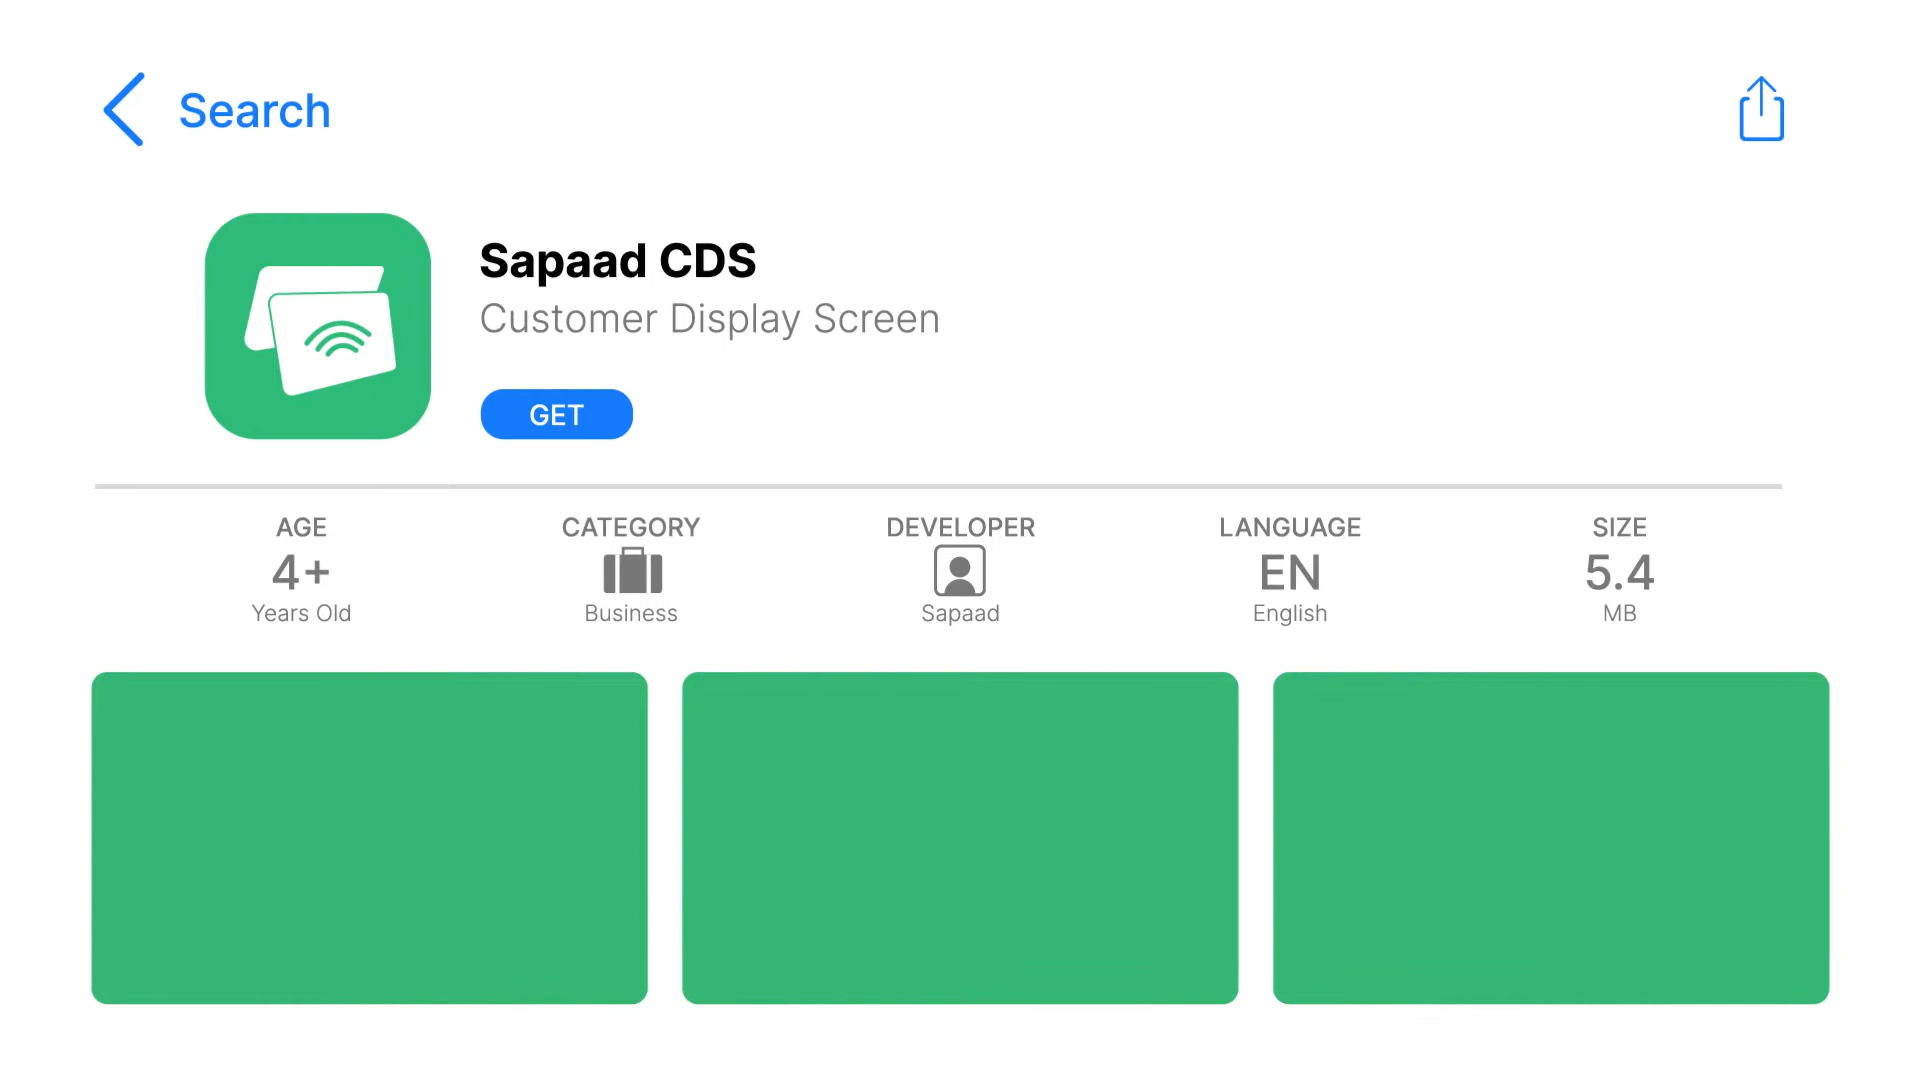 Search
Sapaad CDS
Customer Display Screen
GET
AGE
4+
Years Old
CATEGORY
Business
DEVELOPER
Sapaad
LANGUAGE
EN
English
SIZE
5.4
MB